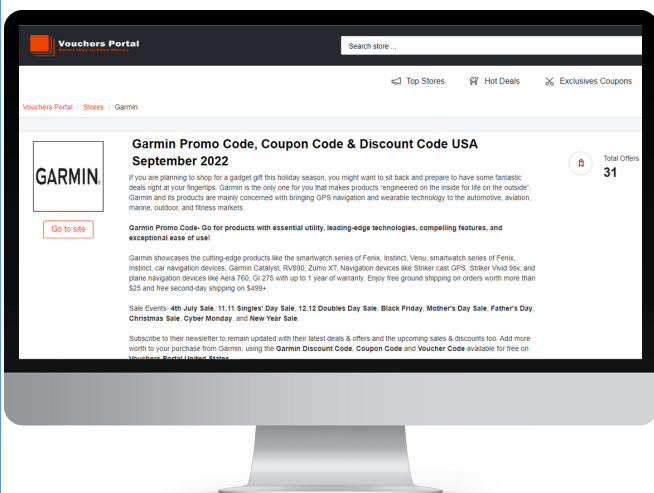 Vouchers Portal
Smart Way to Save Money
Search store ...
Top Stores
Hot Deals
Exclusives Coupons
Vouchers Portal / Stores / Garmin
GARMIN.
Go to site
Garmin Promo Code, Coupon Code & Discount Code USA
September 2022
Total Offers
31
If you are planning to shop for a gadget gift this holiday season, you might want to sit back and prepare to have some fantastic
deals right at your fingertips. Garmin is the only one for you that makes products "engineered on the inside for life on the outside".
Garmin and its products are mainly concerned with bringing GPS navigation and wearable technology to the automotive, aviation,
marine, outdoor, and fitness markets.
Garmin Promo Code- Go for products with essential utility, leading-edge technologies, compelling features, and
exceptional ease of use!
Garmin showcases the cutting-edge products like the smartwatch series of Fenix, Instinct, Venu, smartwatch series of Fenix,
Instinct, car navigation devices, Garmin Catalyst, RV890, Zumo XT, Navigation devices like Striker cast GPS, Striker Vivid 9sv, and
plane navigation devices like Aera 760, GI 275 with up to 1 year of warranty. Enjoy free ground shipping on orders worth more than
$25 and free second-day shipping on $499+.
Sale Events- 4th July Sale, 11.11 Singles' Day Sale, 12.12 Doubles Day Sale, Black Friday, Mother's Day Sale, Father's Day,
Christmas Sale, Cyber Monday, and New Year Sale.
Subscribe to their newsletter to remain updated with their latest deals & offers and the upcoming sales & discounts too. Add more
worth to your purchase from Garmin, using the Garmin Discount Code, Coupon Code and Voucher Code available for free on
Vouchers Portal United States